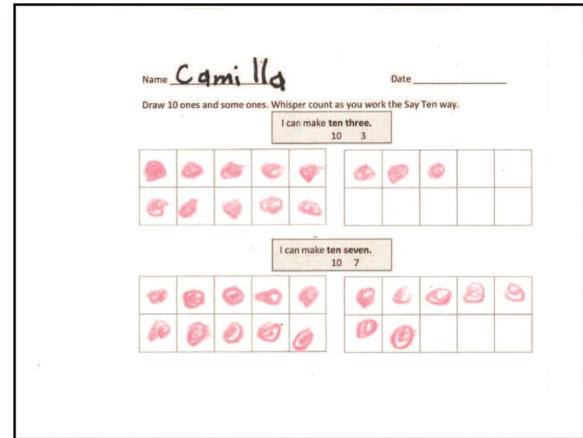 Name Camilla Date
Draw 10 ones and some ones. Whisper count as you work the Say Ten way.
I can make ten three.
10 3
I can make ten seven.
10 7